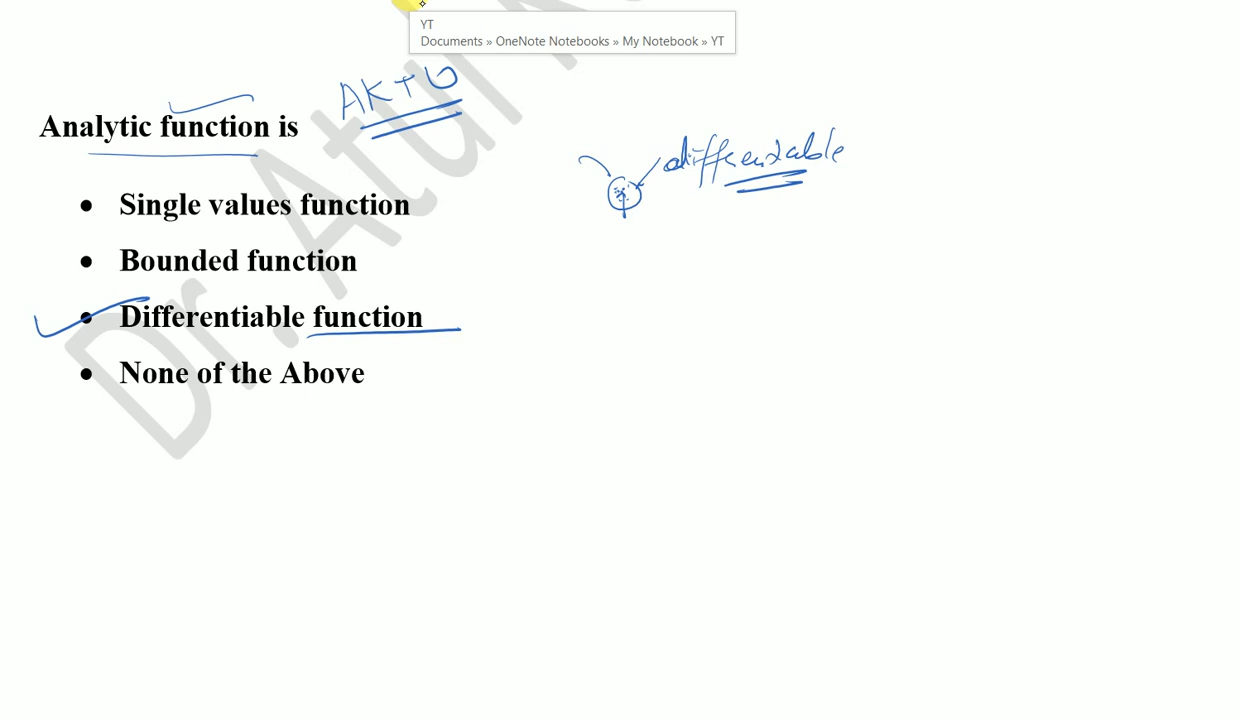 YT
Documents » OneNote Notebooks » My Notebook » YT
AKTU
Analytic function is
differentiable
• Single values function
• Bounded function
• Differentiable function
• None of the Above
Dr. Atul